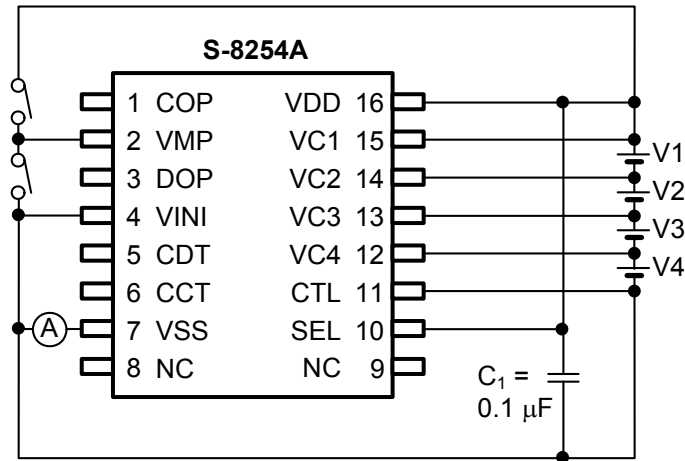 S-8254A
1 COP VDD 16
2 VMP VC1 15
3 DOP VC2 14
4 VINI VC3 13
5 CDT VC4 12
6 CCT CTL 11
7 VSS SEL 10
8 NC NC 9
A
V1
V2
V3
V4
C₁ =
0.1 μF